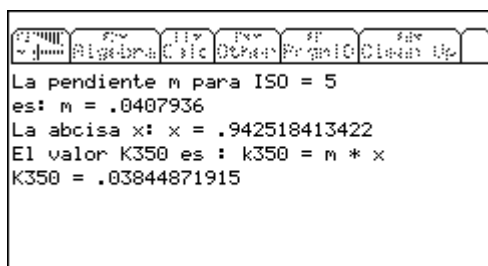 Algebra Calc Other PrgmIO Clean Up
La pendiente m para ISO = 5
es: m = .0407936
La abcisa x: x = .942518413422
El valor K350 es : k350 = m * x
K350 = .03844871915